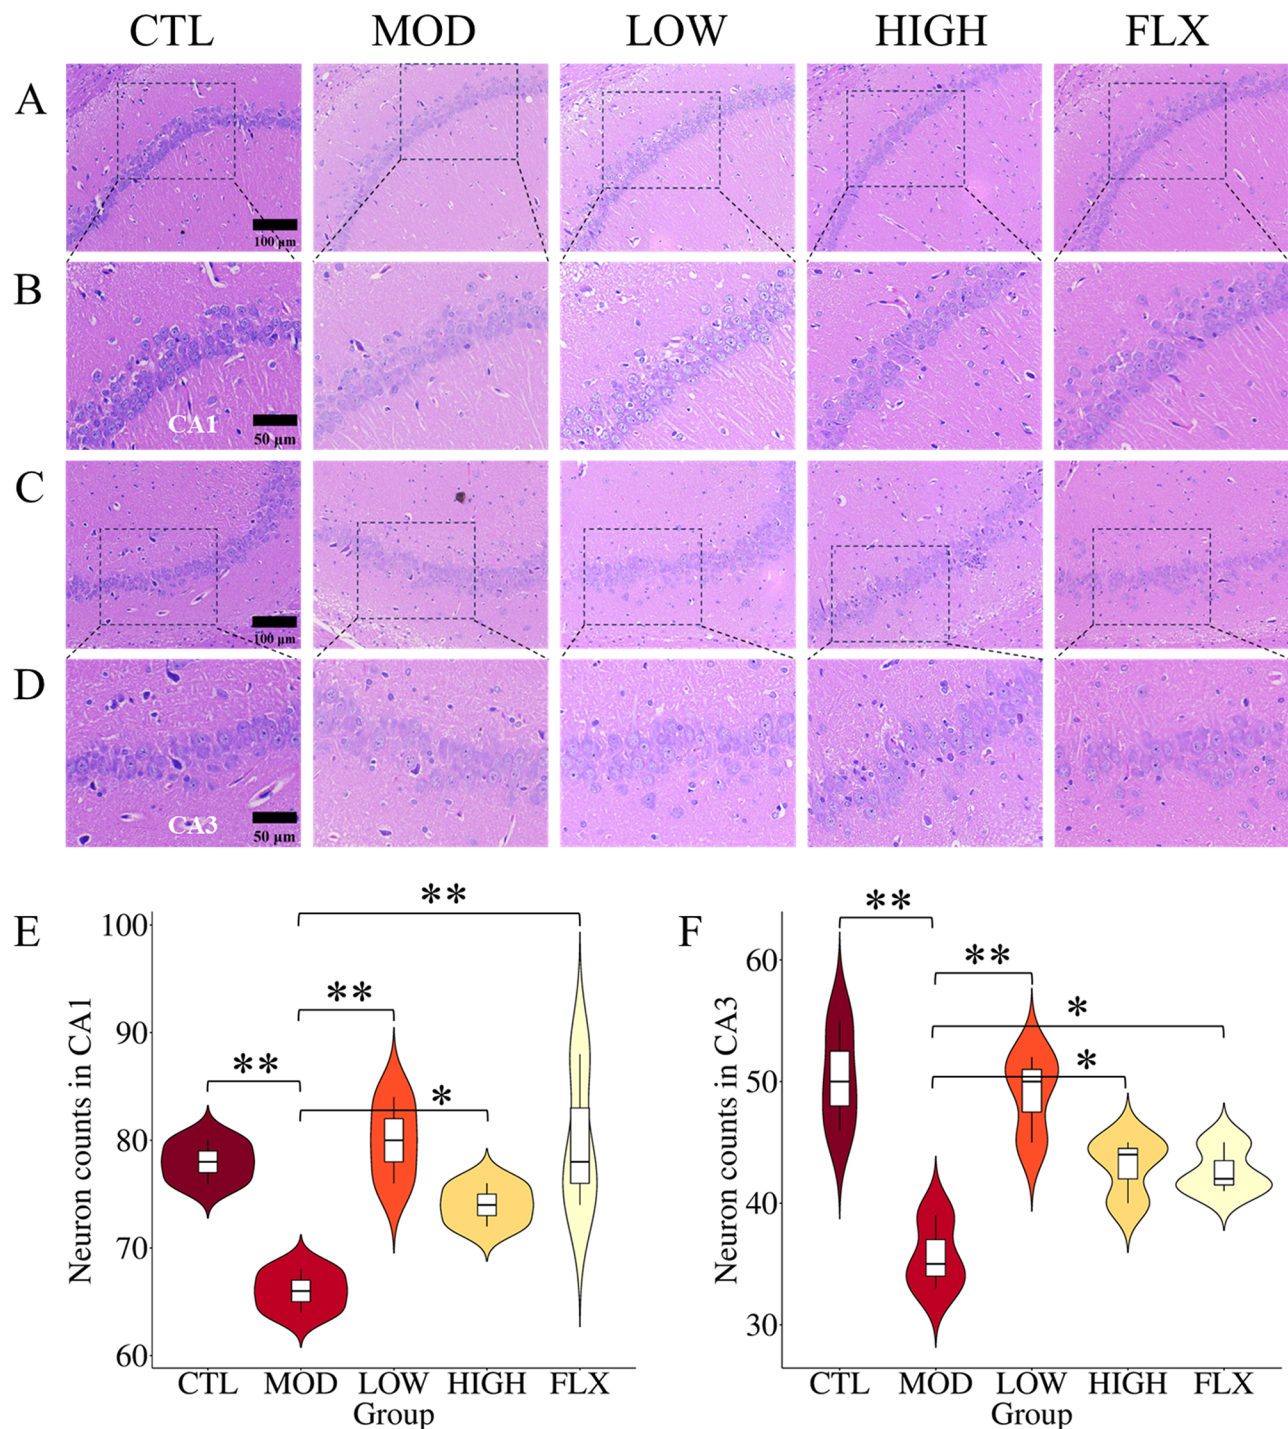 CTL MOD LOW HIGH FLX
A
100 µm
B
CA1
50 µm
C
100 µm
D
CA3
50 µm
E
Neuron counts in CA1
100
90
80
70
60
**
**
**
*
CTL MOD LOW HIGH FLX
Group
F
Neuron counts in CA3
60
50
40
30
**
**
*
*
CTL MOD LOW HIGH FLX
Group